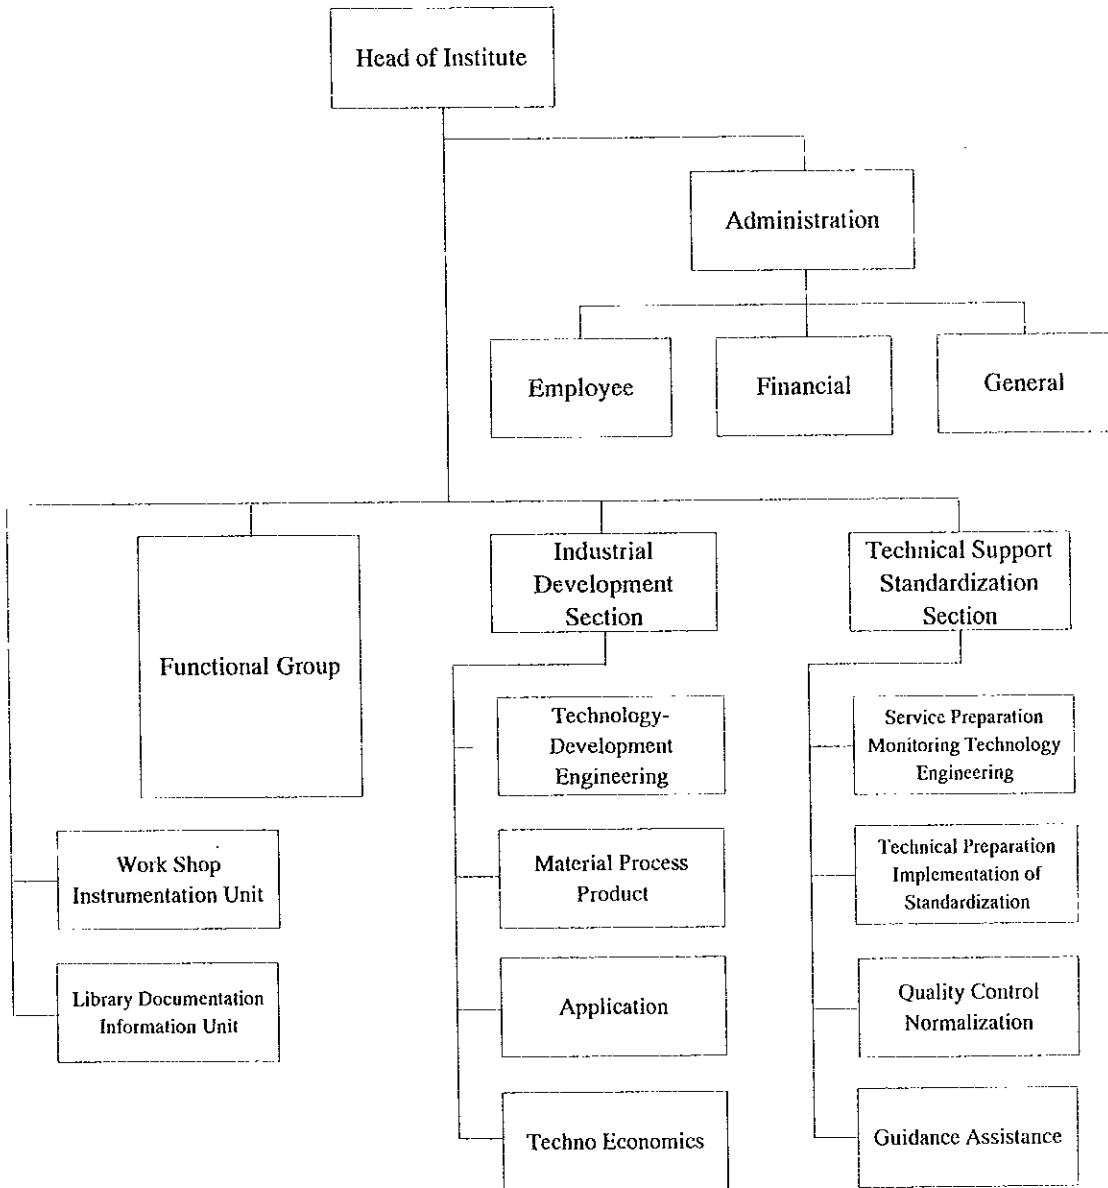 Head of Institute
Administration
Employee
Financial
General
Functional Group
Industrial
Development
Section
Technical Support
Standardization
Section
Technology-
Development
Engineering
Service Preparation
Monitoring Technology
Engineering
Work Shop
Instrumentation Unit
Material Process
Product
Technical Preparation
Implementation of
Standardization
Library Documentation
Information Unit
Application
Quality Control
Normalization
Techno Economics
Guidance Assistance